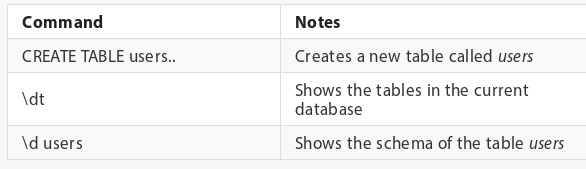 Command Notes
CREATE TABLE users.. Creates a new table called users
\dt Shows the tables in the current
database
\d users Shows the schema of the table users